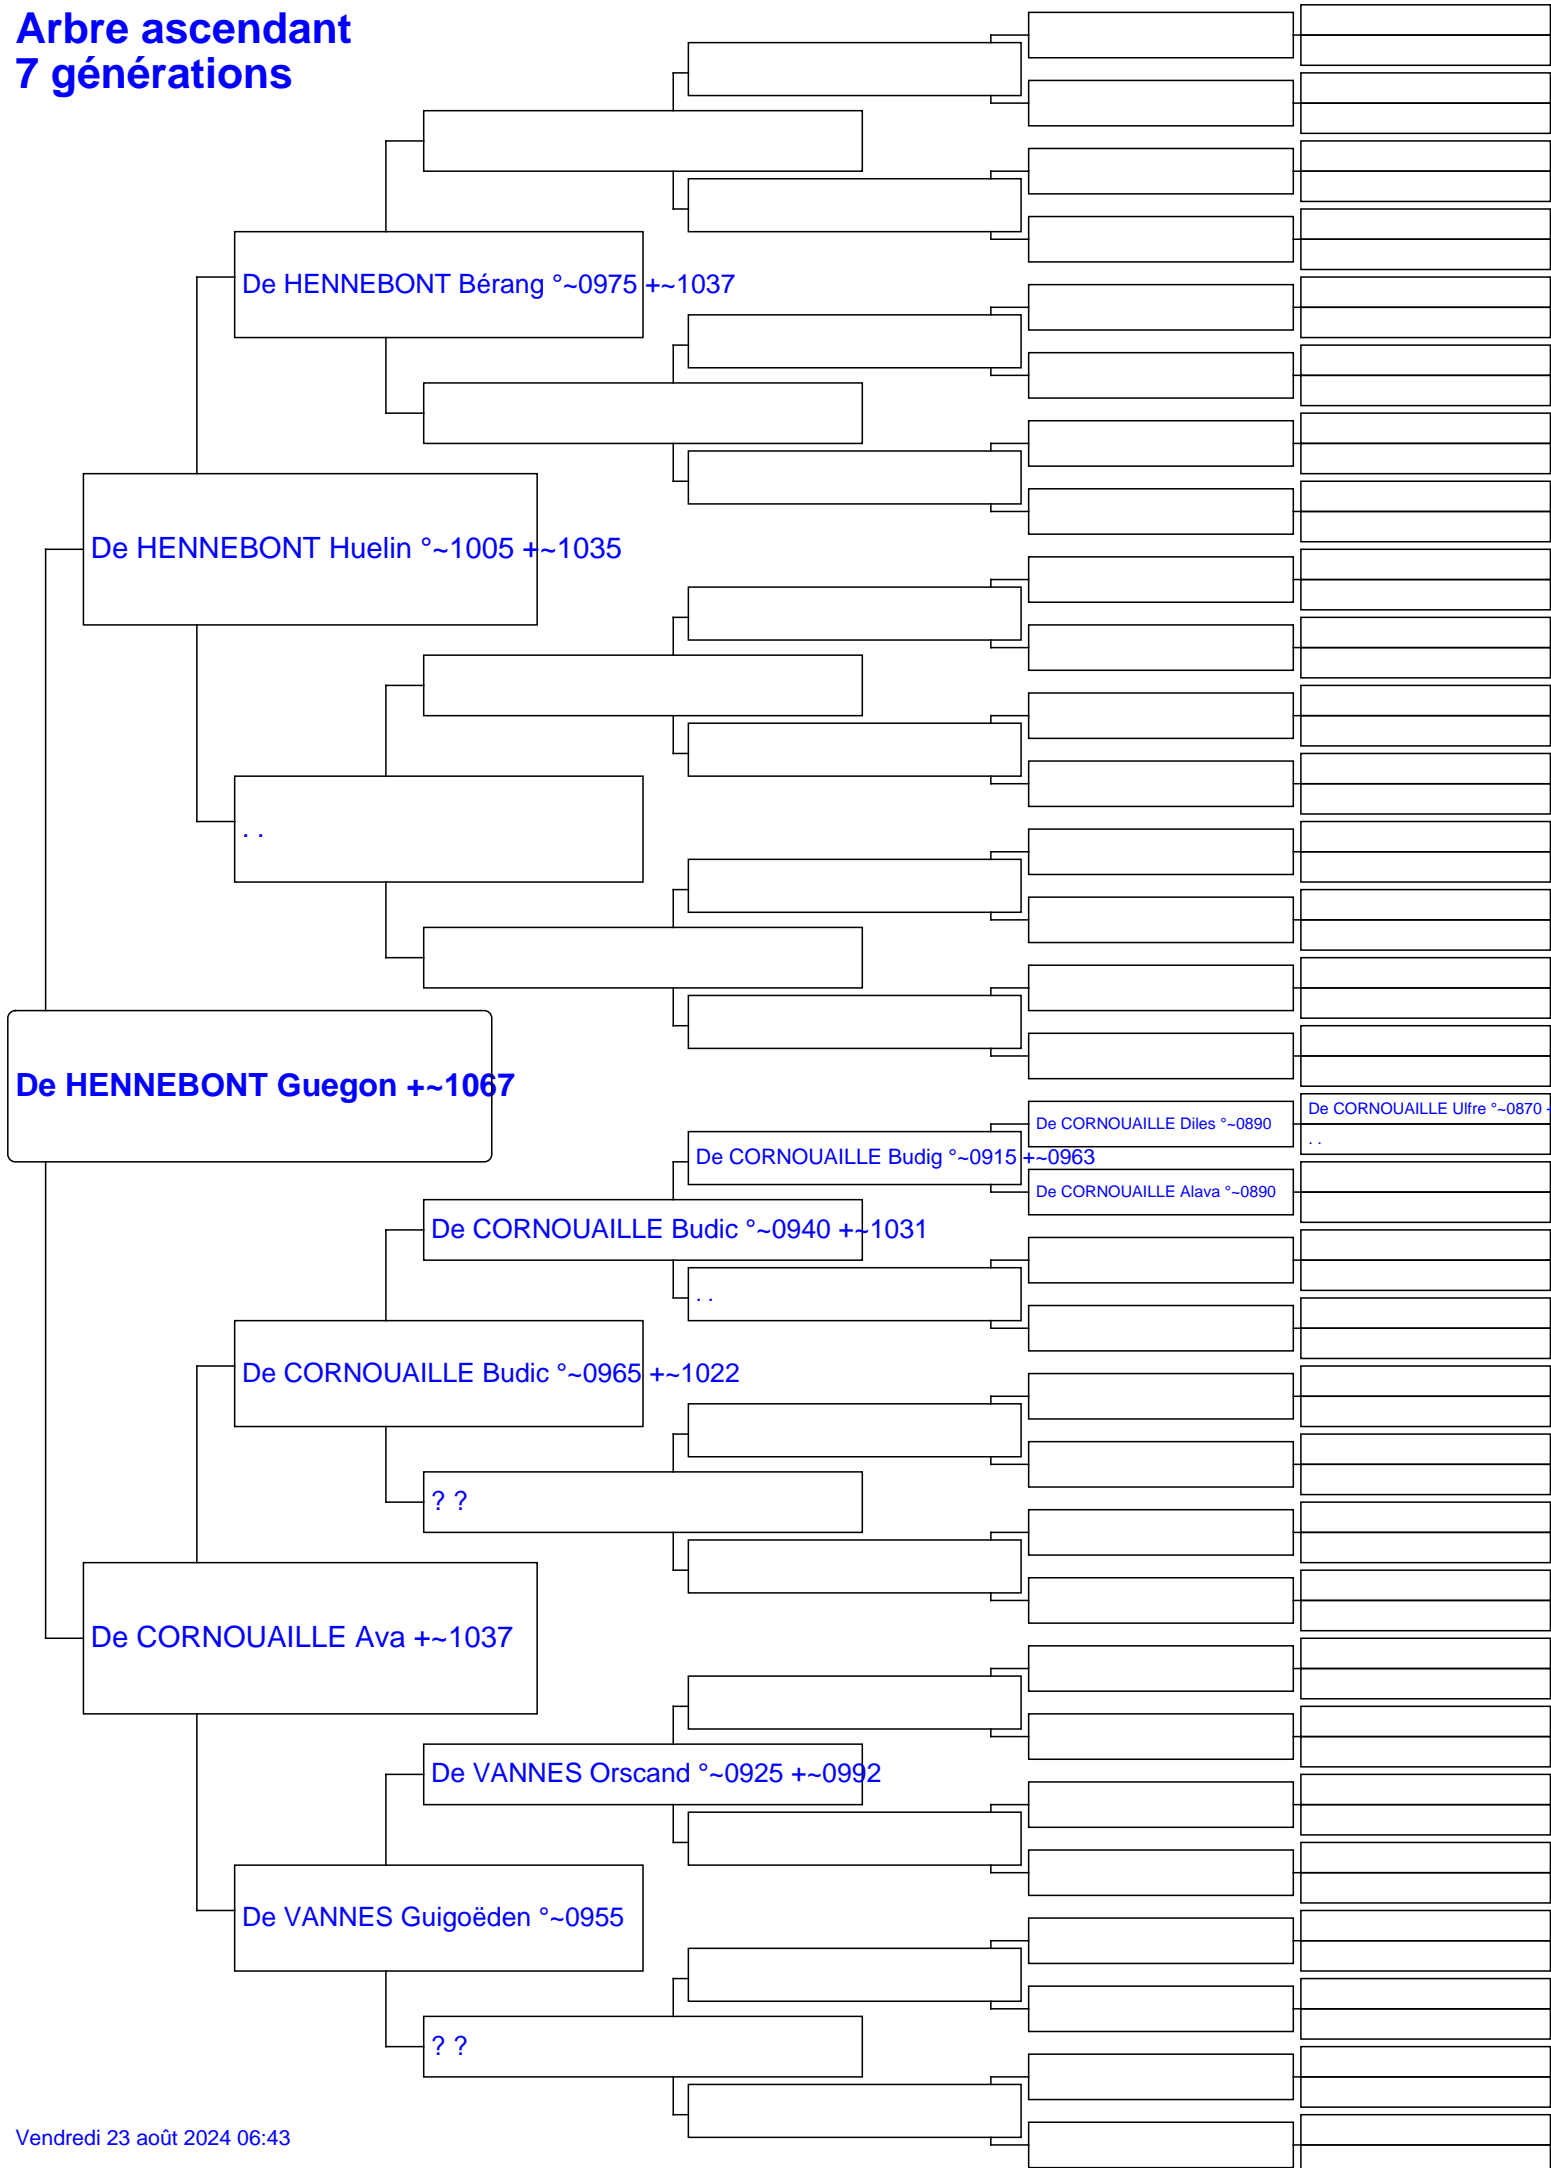 Arbre ascendant
7 générations
De HENNEBONT Bérang °~0975 +~1037
De HENNEBONT Huelin °~1005 +~1035
. .
De HENNEBONT Guegon +~1067
De CORNOUAILLE Ulfre °~0870 -
De CORNOUAILLE Diles °~0890
. .
De CORNOUAILLE Budig °~0915 +~0963
De CORNOUAILLE Alava °~0890
De CORNOUAILLE Budic °~0940 +~1031
. .
De CORNOUAILLE Budic °~0965 +~1022
? ?
De CORNOUAILLE Ava +~1037
De VANNES Orscand °~0925 +~0992
De VANNES Guigoëden °~0955
? ?
Vendredi 23 août 2024 06:43